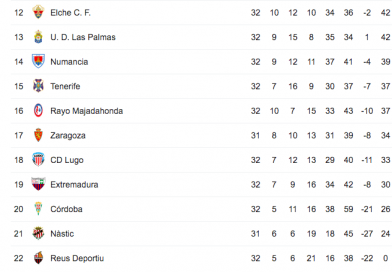 12 Elche C. F. 32 10 12 10 34 36 -2 42
13 U. D. Las Palmas 32 9 15 8 35 34 1 42
14 Numancia 32 9 12 11 37 41 -4 39
15 Tenerife 32 7 16 9 30 37 -7 37
16 Rayo Majadahonda 32 10 7 15 33 43 -10 37
17 Zaragoza 31 8 10 13 31 39 -8 34
18 CD Lugo 32 7 12 13 29 40 -11 33
19 Extremadura 32 7 9 16 34 42 -8 30
20 Córdoba 32 5 11 16 38 59 -21 26
21 Nàstic 31 6 6 19 18 45 -27 24
22 Reus Deportiu 32 5 6 21 16 38 -22 0